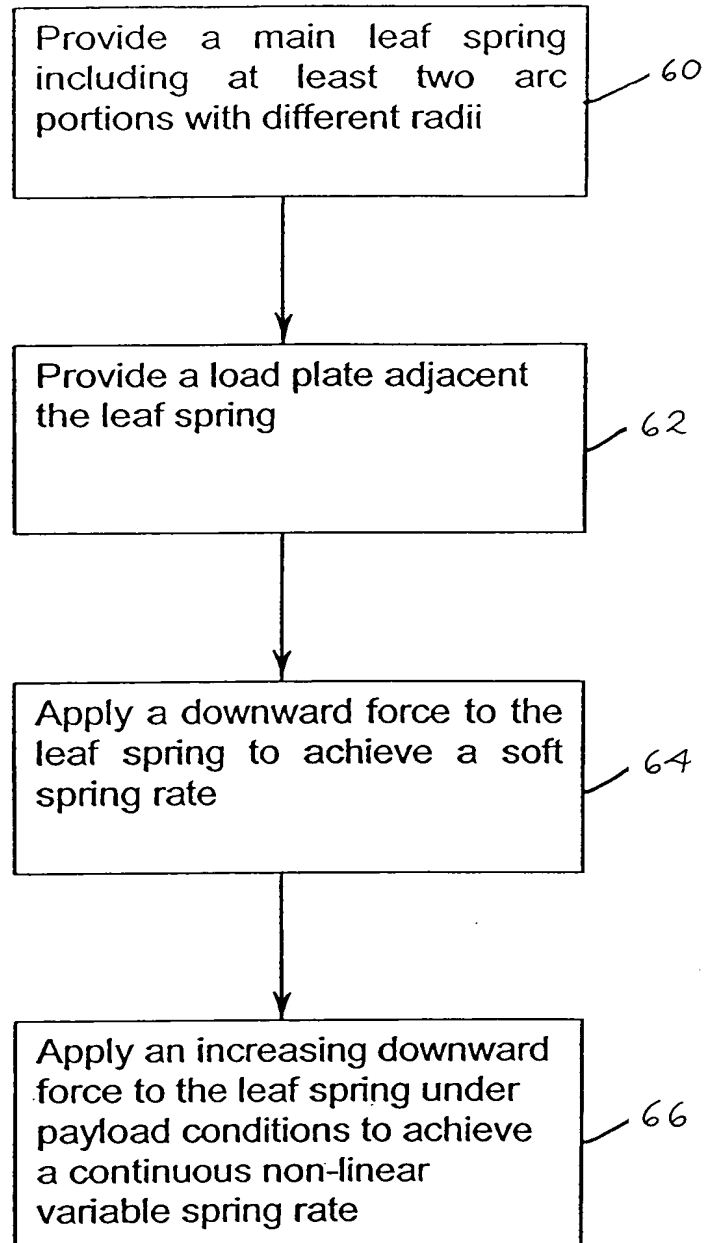 Provide a main leaf spring
including at least two arc
portions with different radii
60
Provide a load plate adjacent
the leaf spring
62
Apply a downward force to the
leaf spring to achieve a soft
spring rate
64
Apply an increasing downward
force to the leaf spring under
payload conditions to achieve
a continuous non-linear
variable spring rate
66